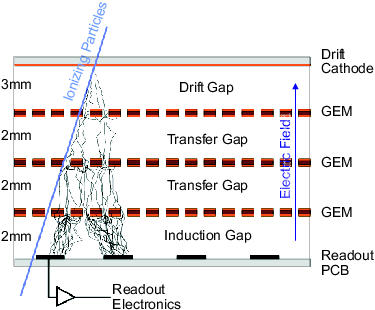 Ionizing Particles
Drift
Cathode
3mm
Drift Gap
GEM
2mm
Transfer Gap
Electric Field
GEM
2mm
Transfer Gap
GEM
2mm
Induction Gap
Readout
PCB
Readout
Electronics